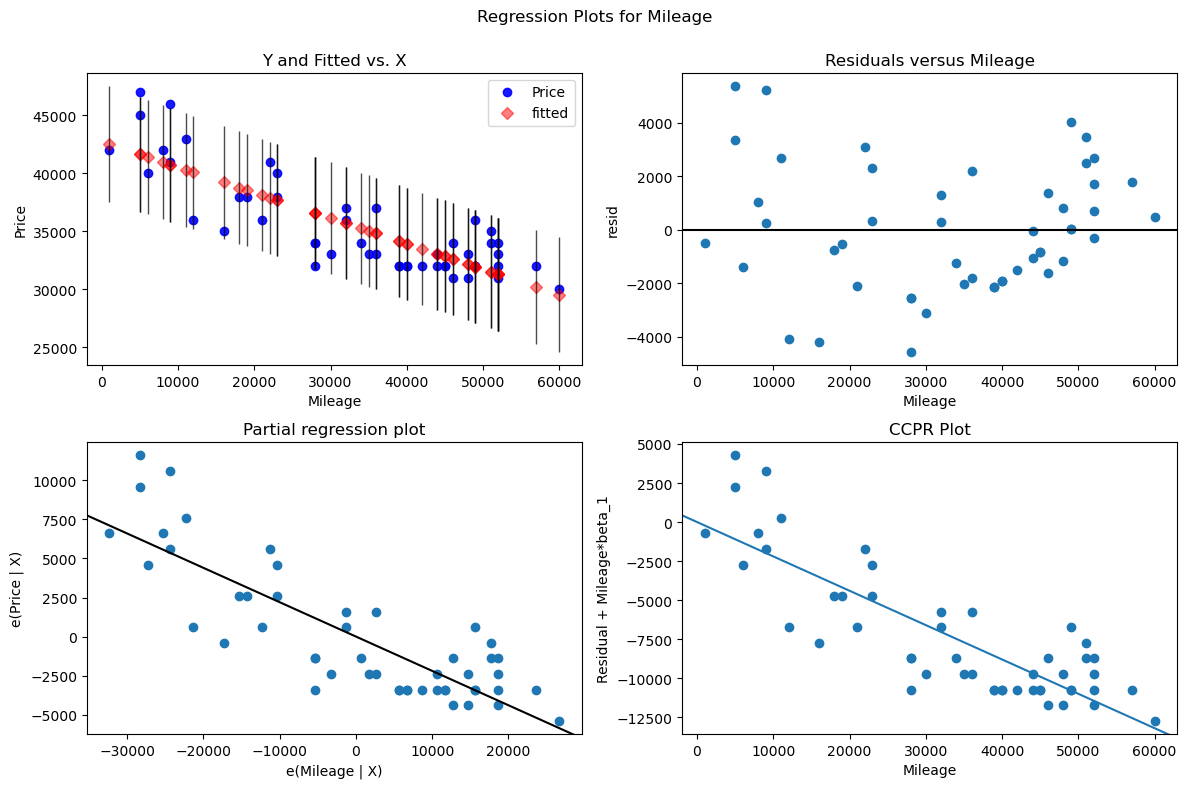 Regression Plots for Mileage
Y and Fitted vs. X
Price
fitted
45000
40000
35000
30000
25000
Price
0 10000 20000 30000 40000 50000 60000
Mileage
Residuals versus Mileage
4000
2000
0
−2000
−4000
resid
0 10000 20000 30000 40000 50000 60000
Mileage
Partial regression plot
10000
7500
5000
2500
0
−2500
−5000
e(Price | X)
−30000 −20000 −10000 0 10000 20000
e(Mileage | X)
CCPR Plot
5000
2500
0
−2500
−5000
−7500
−10000
−12500
Residual + Mileage*beta_1
0 10000 20000 30000 40000 50000 60000
Mileage